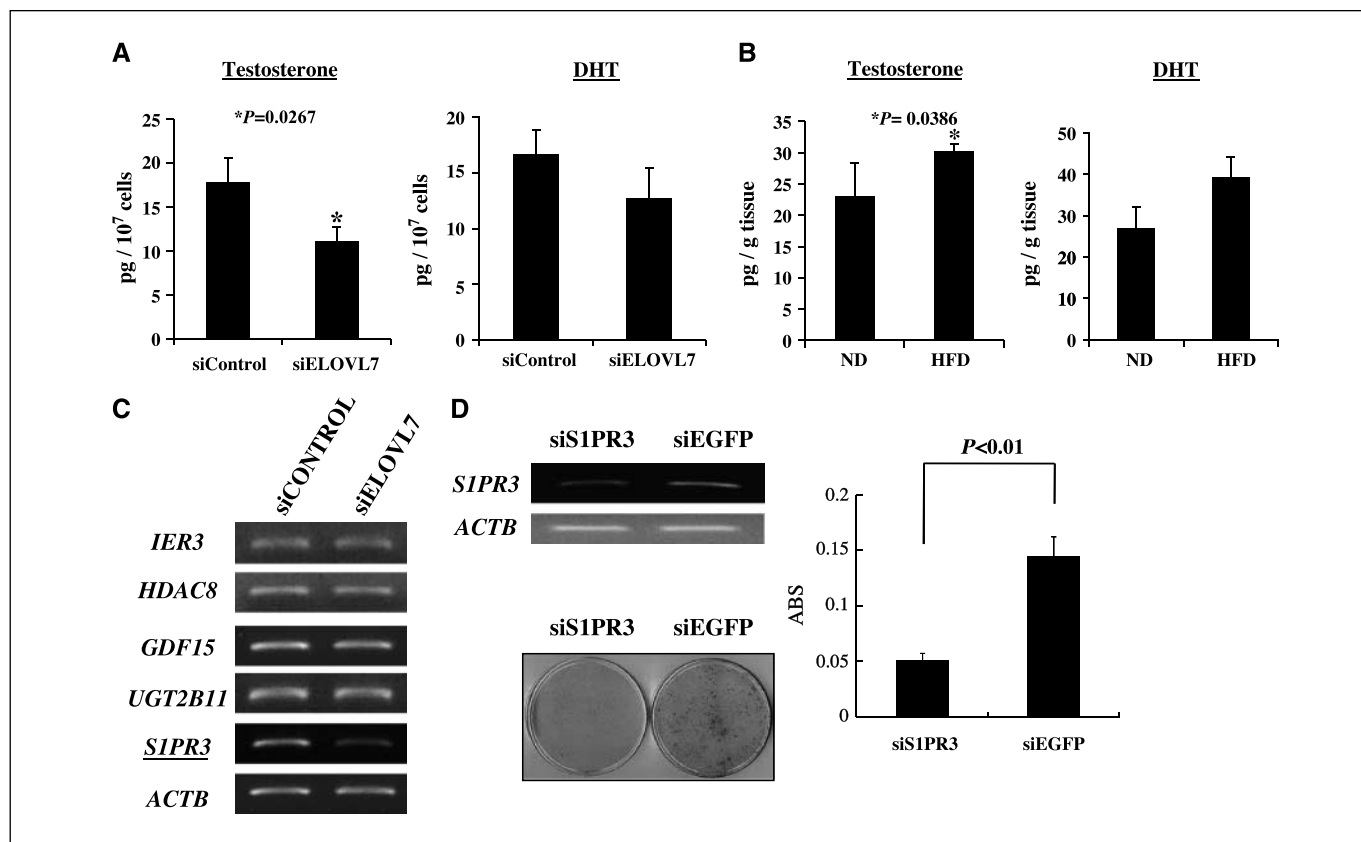 A
Testosterone
*P=0.0267
pg / 10⁷ cells
25
20
15
10
5
0
*
siControl
siELOVL7
DHT
pg / 10⁷ cells
20
15
10
5
0
siControl
siELOVL7
B
Testosterone
*P= 0.0386
pg / g tissue
35
30
25
20
15
10
5
0
*
ND
HFD
DHT
pg / g tissue
50
40
30
20
10
0
ND
HFD
C
siCONTROL
siELOVL7
IER3
HDAC8
GDF15
UGT2B11
S1PR3
ACTB
D
siS1PR3
siEGFP
S1PR3
ACTB
siS1PR3
siEGFP
P<0.01
ABS
0.2
0.15
0.1
0.05
0
siS1PR3
siEGFP